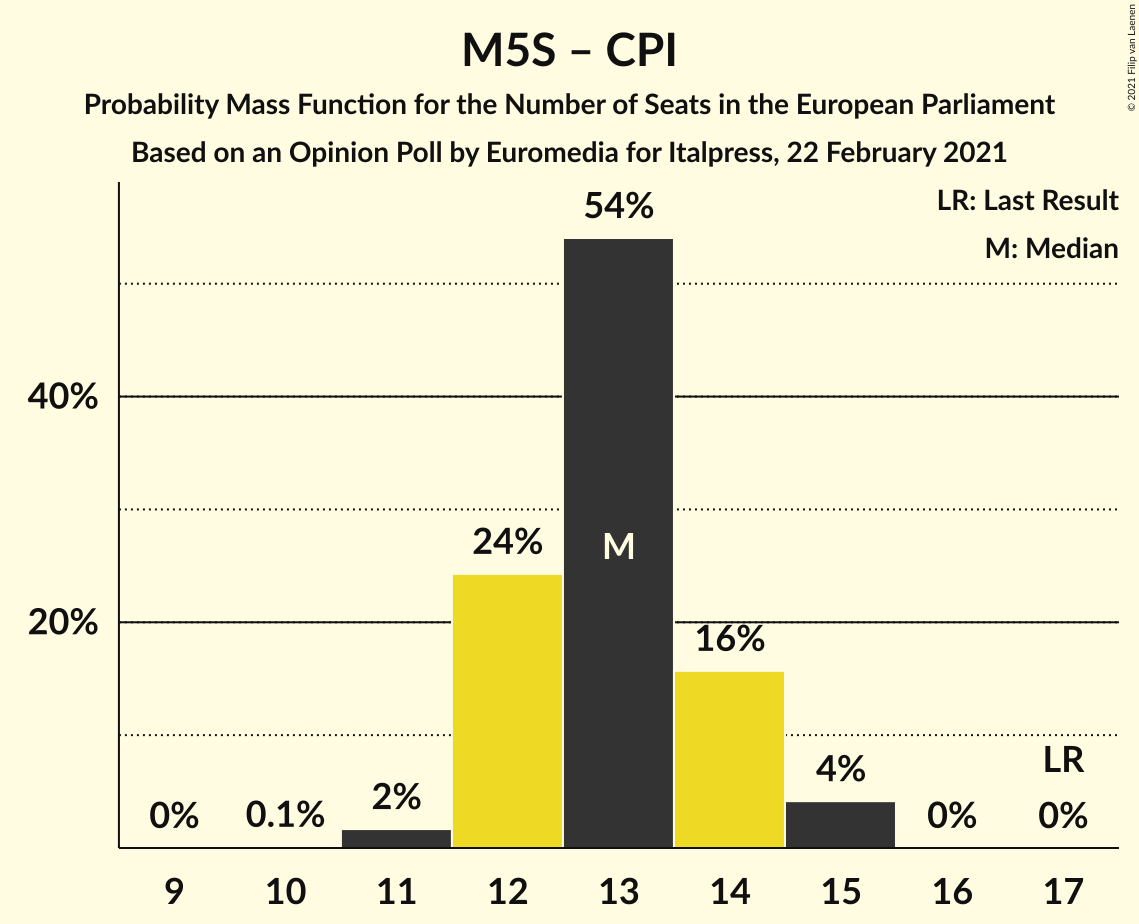 M5S – CPI
Probability Mass Function for the Number of Seats in the European Parliament
Based on an Opinion Poll by Euromedia for Italpress, 22 February 2021
© 2021 Filip van Laenen
LR: Last Result
M: Median
54%
40%
24%
M
20%
16%
LR
4%
2%
0% 0.1% 0% 0%
9 10 11 12 13 14 15 16 17